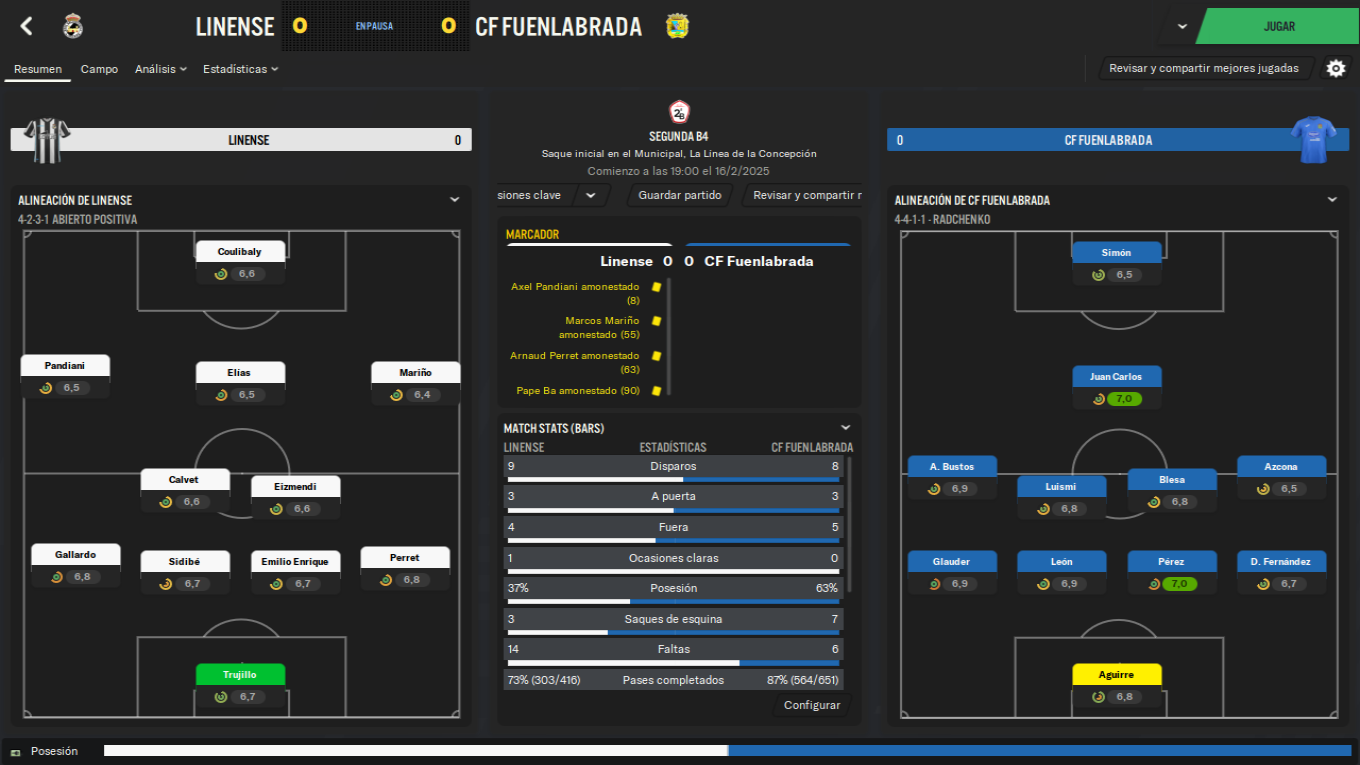 LINENSE
0
EN PAUSA
0
CF FUENLABRADA
JUGAR
Resumen
Campo
Análisis
Estadísticas
Revisar y compartir mejores jugadas
LINENSE
0
2ª B
SEGUNDA B4
Saque inicial en el Municipal, La Línea de la Concepción
Comienzo a las 19:00 el 16/2/2025
siones clave
Guardar partido
Revisar y compartir r
0
CF FUENLABRADA
ALINEACIÓN DE LINENSE
4-2-3-1 ABIERTO POSITIVA
Coulibaly
6,6
Pandiani
6,5
Elías
6,5
Mariño
6,4
Calvet
6,6
Eizmendi
6,6
Gallardo
6,8
Sidibé
6,7
Emilio Enrique
6,7
Perret
6,8
Trujillo
6,7
MARCADOR
Linense 0 0 CF Fuenlabrada
Axel Pandiani amonestado
(8)
Marcos Mariño
amonestado (55)
Arnaud Perret amonestado
(63)
Pape Ba amonestado (90)
MATCH STATS (BARS)
LINENSE ESTADÍSTICAS CF FUENLABRADA
9 Disparos 8
3 A puerta 3
4 Fuera 5
1 Ocasiones claras 0
37% Posesión 63%
3 Saques de esquina 7
14 Faltas 6
73% (303/416) Pases completados 87% (564/651)
Configurar
ALINEACIÓN DE CF FUENLABRADA
4-4-1-1 - RADCHENKO
Simón
6,5
Juan Carlos
7,0
A. Bustos
6,9
Luismi
6,8
Blesa
6,8
Azcona
6,5
Glauder
6,9
León
6,9
Pérez
7,0
D. Fernández
6,7
Aguirre
6,8
Posesión